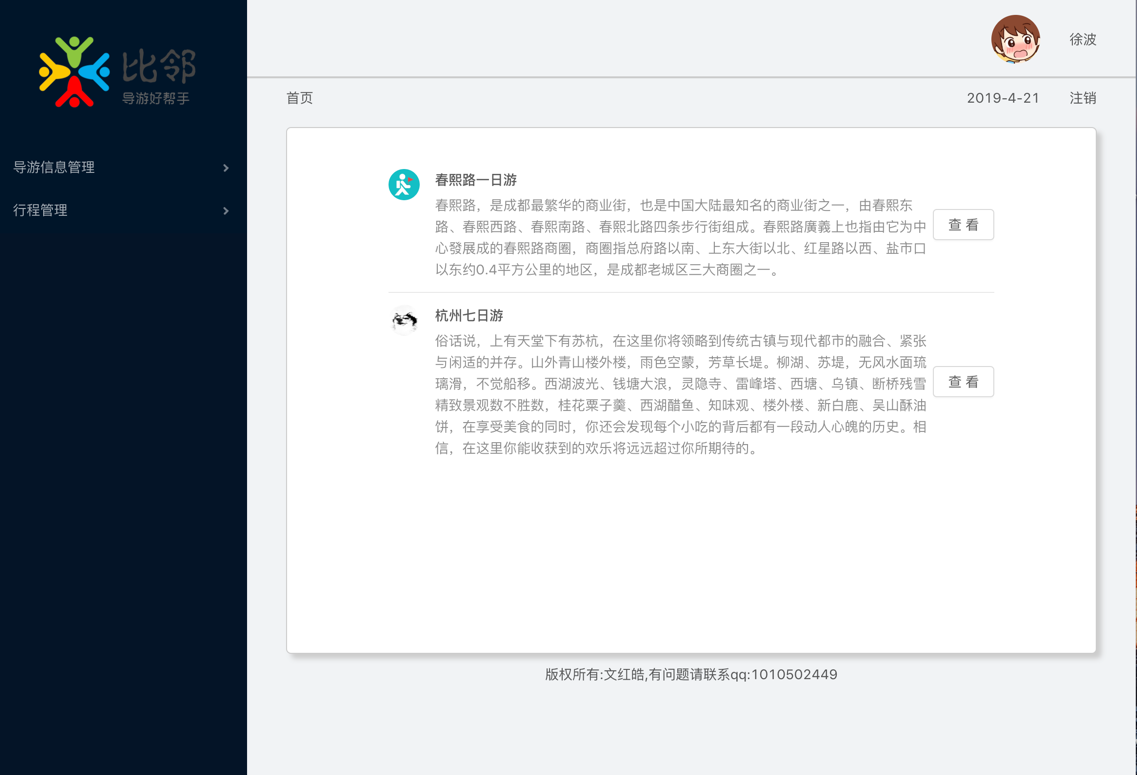 比邻
导游好帮手
徐波
首页
2019-4-21
注销
导游信息管理
行程管理
春熙路一日游
春熙路，是成都最繁华的商业街，也是中国大陆最知名的商业街之一，由春熙东
路、春熙西路、春熙南路、春熙北路四条步行街组成。春熙路廣義上也指由它为中
心發展成的春熙路商圈，商圈指总府路以南、上东大街以北、红星路以西、盐市口
以东约0.4平方公里的地区，是成都老城区三大商圈之一。
查 看
杭州七日游
俗话说，上有天堂下有苏杭，在这里你将领略到传统古镇与现代都市的融合、紧张
与闲适的并存。山外青山楼外楼，雨色空蒙，芳草长堤。柳湖、苏堤，无风水面琉
璃滑，不觉船移。西湖波光、钱塘大浪，灵隐寺、雷峰塔、西塘、乌镇、断桥残雪
精致景观数不胜数，桂花栗子羹、西湖醋鱼、知味观、楼外楼、新白鹿、吴山酥油
饼，在享受美食的同时，你还会发现每个小吃的背后都有一段动人心魄的历史。相
信，在这里你能收获到的欢乐将远远超过你所期待的。
查 看
版权所有:文红皓,有问题请联系qq:1010502449